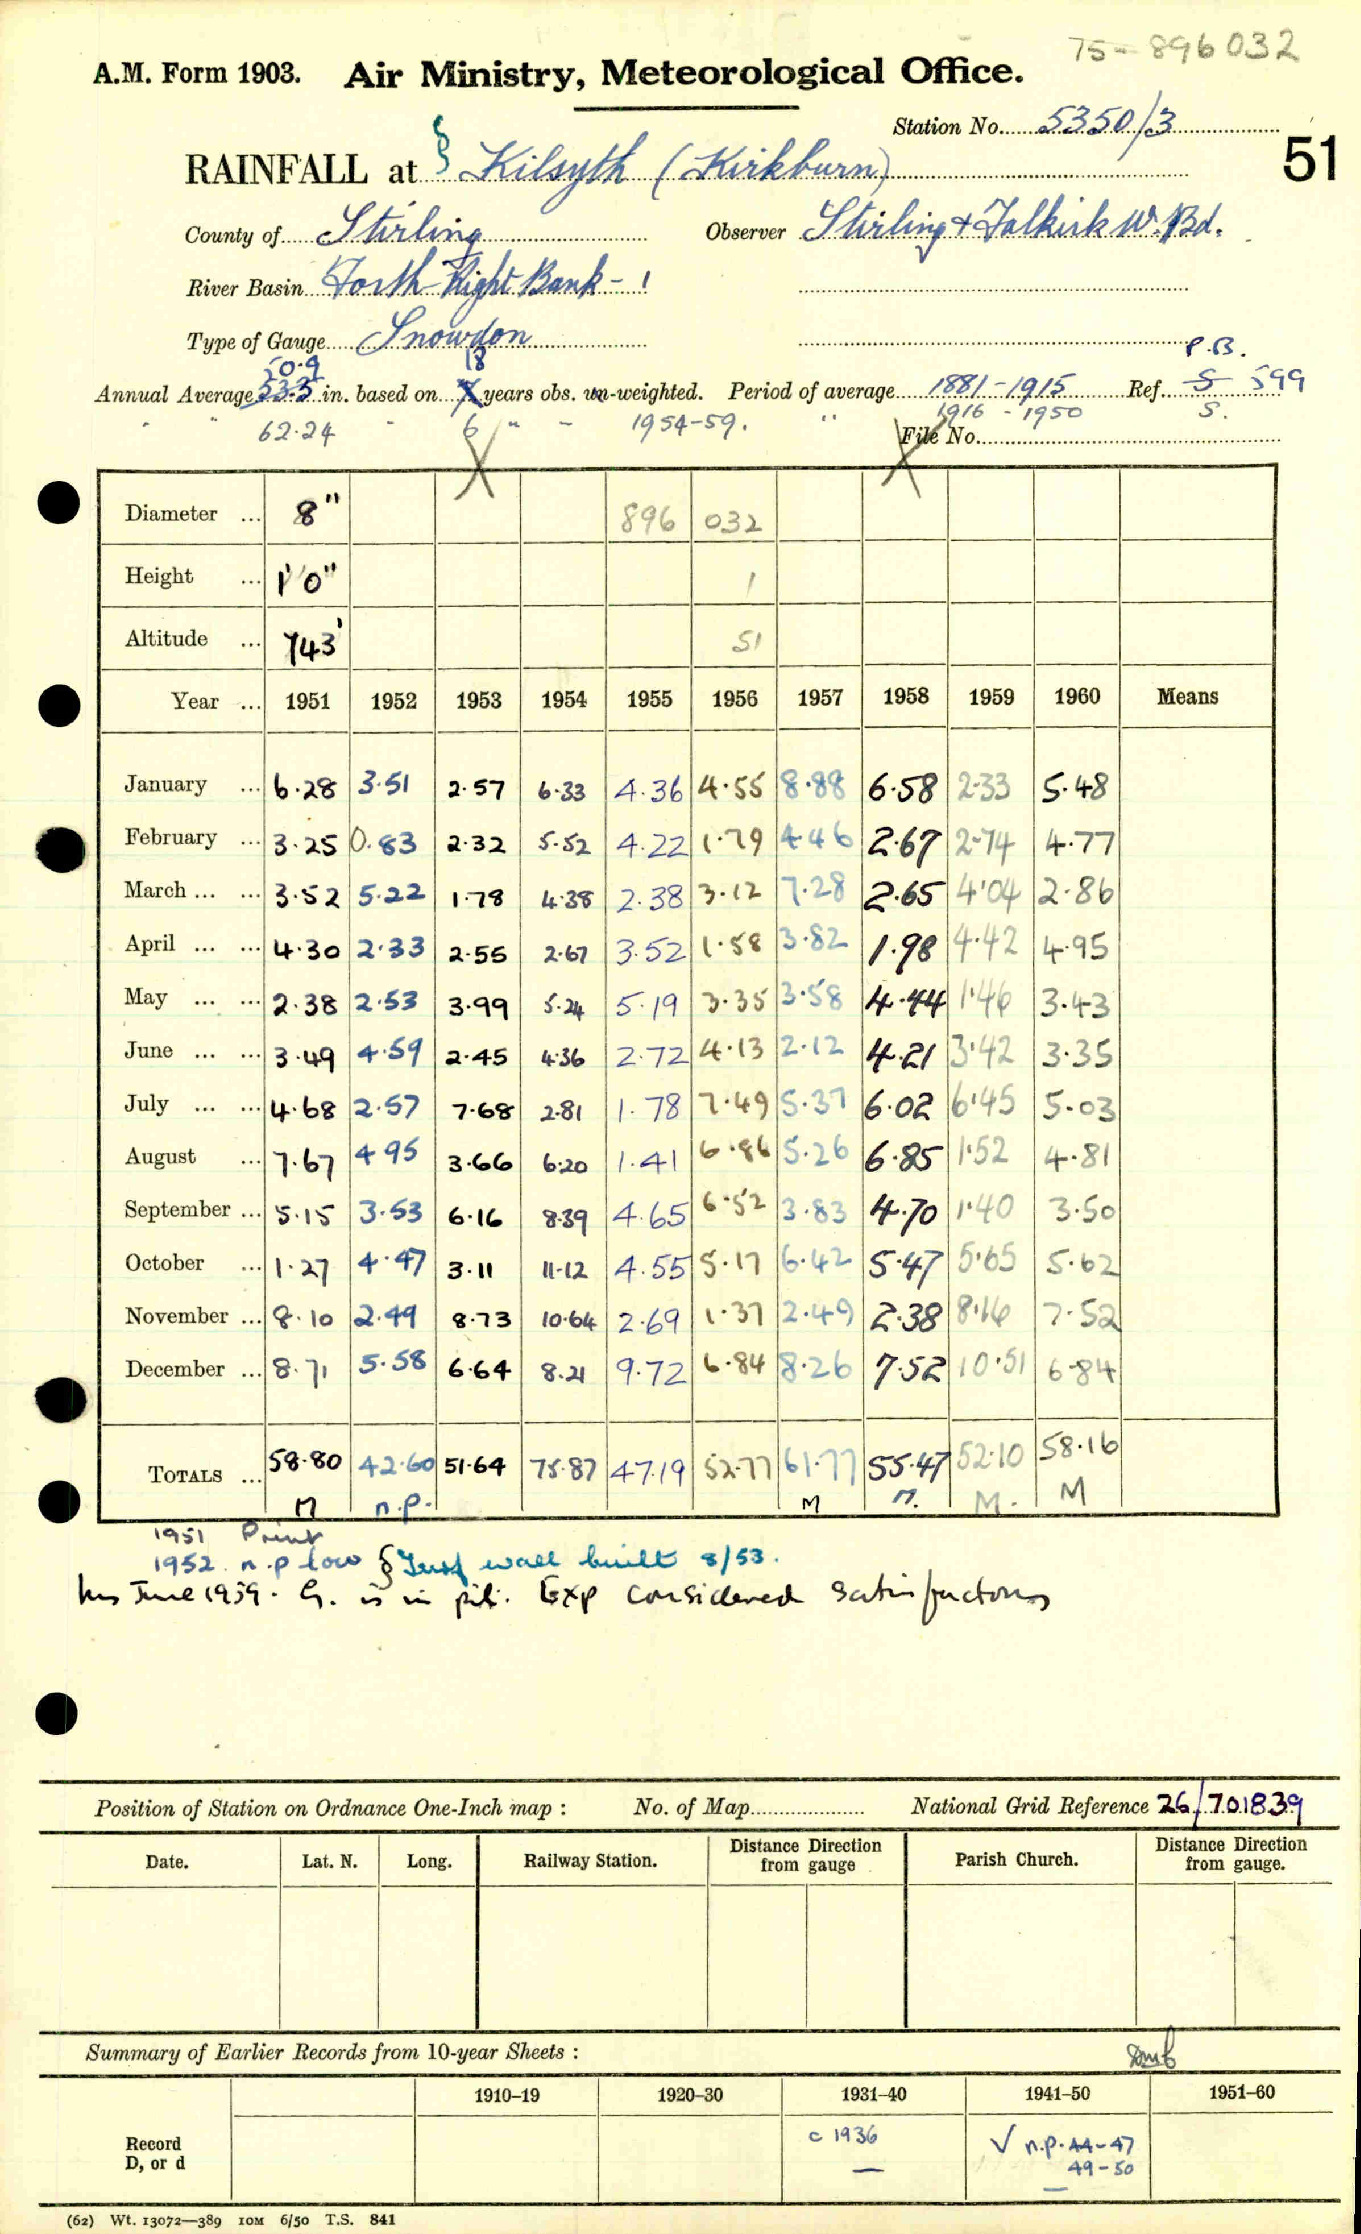 75-896032
A.M. Form 1903. Air Ministry, Meteorological Office.
Station No. 5350/3
51
RAINFALL at § Kilsyth (Kirkburn)
County of Stirling Observer Stirling & Falkirk W. Bd.
River Basin Forth Right Bank - 1
Type of Gauge Snowdon
50.9 18 P.B.
Annual Average 53.5 in. based on 7 years obs. un-weighted. Period of average 1881-1915 Ref. S 599
" " 62.24 " 6 " - 1954-59. " 1916-1950 S.
File No.
Diameter ... 8" 896 032
Height ... 1' 0" 1
Altitude ... 743' 51
Year ... 1951 1952 1953 1954 1955 1956 1957 1958 1959 1960 Means
January ... 6.28 3.51 2.57 6.33 4.36 4.55 8.88 6.58 2.33 5.48
February ... 3.25 0.83 2.32 5.52 4.22 1.79 4.46 2.67 2.74 4.77
March ... ... 3.52 5.22 1.78 4.38 2.38 3.12 7.28 2.65 4.04 2.86
April ... ... 4.30 2.33 2.55 2.67 3.52 1.58 3.82 1.98 4.42 4.95
May ... ... 2.38 2.53 3.99 5.24 5.19 3.35 3.58 4.44 1.46 3.43
June ... ... 3.49 4.59 2.45 4.36 2.72 4.13 2.12 4.21 3.42 3.35
July ... ... 4.68 2.57 7.68 2.81 1.78 7.49 5.37 6.02 6.45 5.03
August ... 7.67 4.95 3.66 6.20 1.41 6.86 5.26 6.85 1.52 4.81
September ... 5.15 3.53 6.16 8.39 4.65 6.52 3.83 4.70 1.40 3.50
October ... 1.27 4.47 3.11 11.12 4.55 5.17 6.42 5.47 5.65 5.62
November ... 8.10 2.49 8.73 10.64 2.69 1.37 2.49 2.38 8.16 7.52
December ... 8.71 5.58 6.64 8.21 9.72 6.84 8.26 7.52 10.51 6.84
TOTALS ... 58.80 42.60 51.64 75.87 47.19 52.77 61.77 55.47 52.10 58.16
M n.p. M M. M. M
1951 Print
1952 n.p low § Turf wall built 8/53.
Ins June 1959. G. is in pit. Exp considered satisfactory
Position of Station on Ordnance One-Inch map : No. of Map National Grid Reference 26/701839
Date. Lat. N. Long. Railway Station. Distance from gauge Direction Parish Church. Distance Direction from gauge.
Summary of Earlier Records from 10-year Sheets :
1910–19 1920–30 1931–40 1941–50 1951–60
Record D, or d c 1936 — √ n.p. 44-47 49-50 —
(62) Wt. 13072—389 10M 6/50 T.S. 841